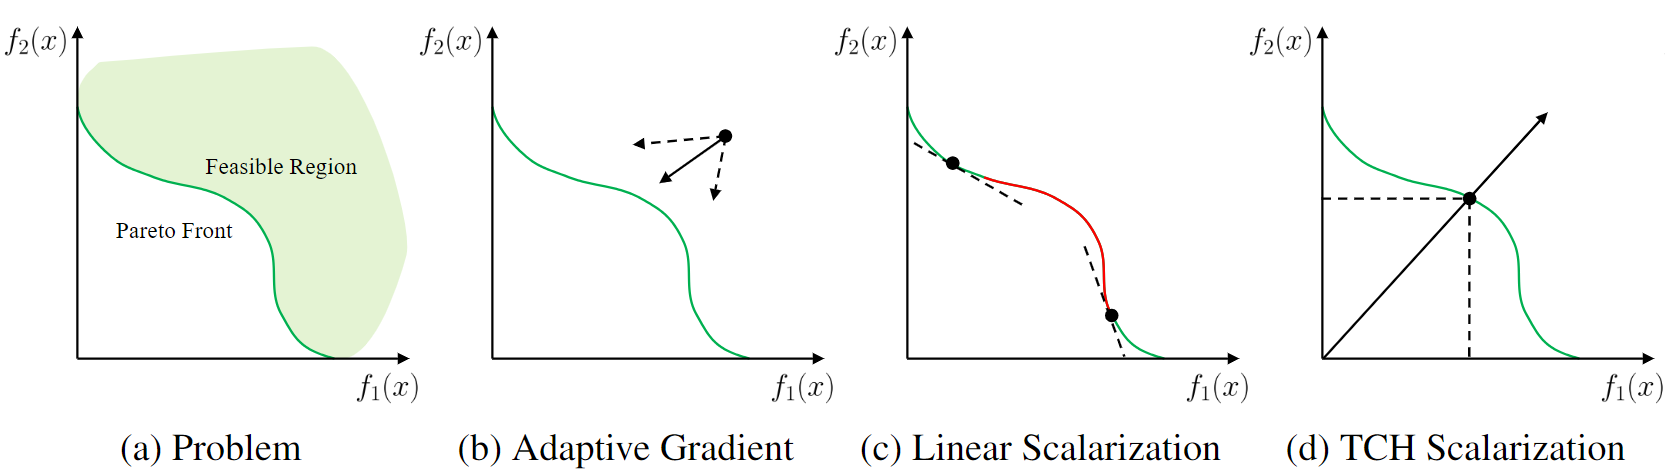 f₂(x)
Feasible Region
Pareto Front
f₁(x)
(a) Problem
f₂(x)
f₁(x)
(b) Adaptive Gradient
f₂(x)
f₁(x)
(c) Linear Scalarization
f₂(x)
f₁(x)
(d) TCH Scalarization